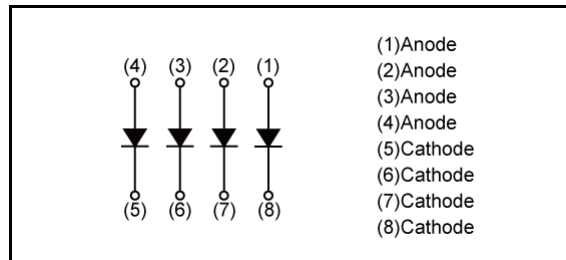 (4) (3) (2) (1)
(5) (6) (7) (8)
(1)Anode
(2)Anode
(3)Anode
(4)Anode
(5)Cathode
(6)Cathode
(7)Cathode
(8)Cathode